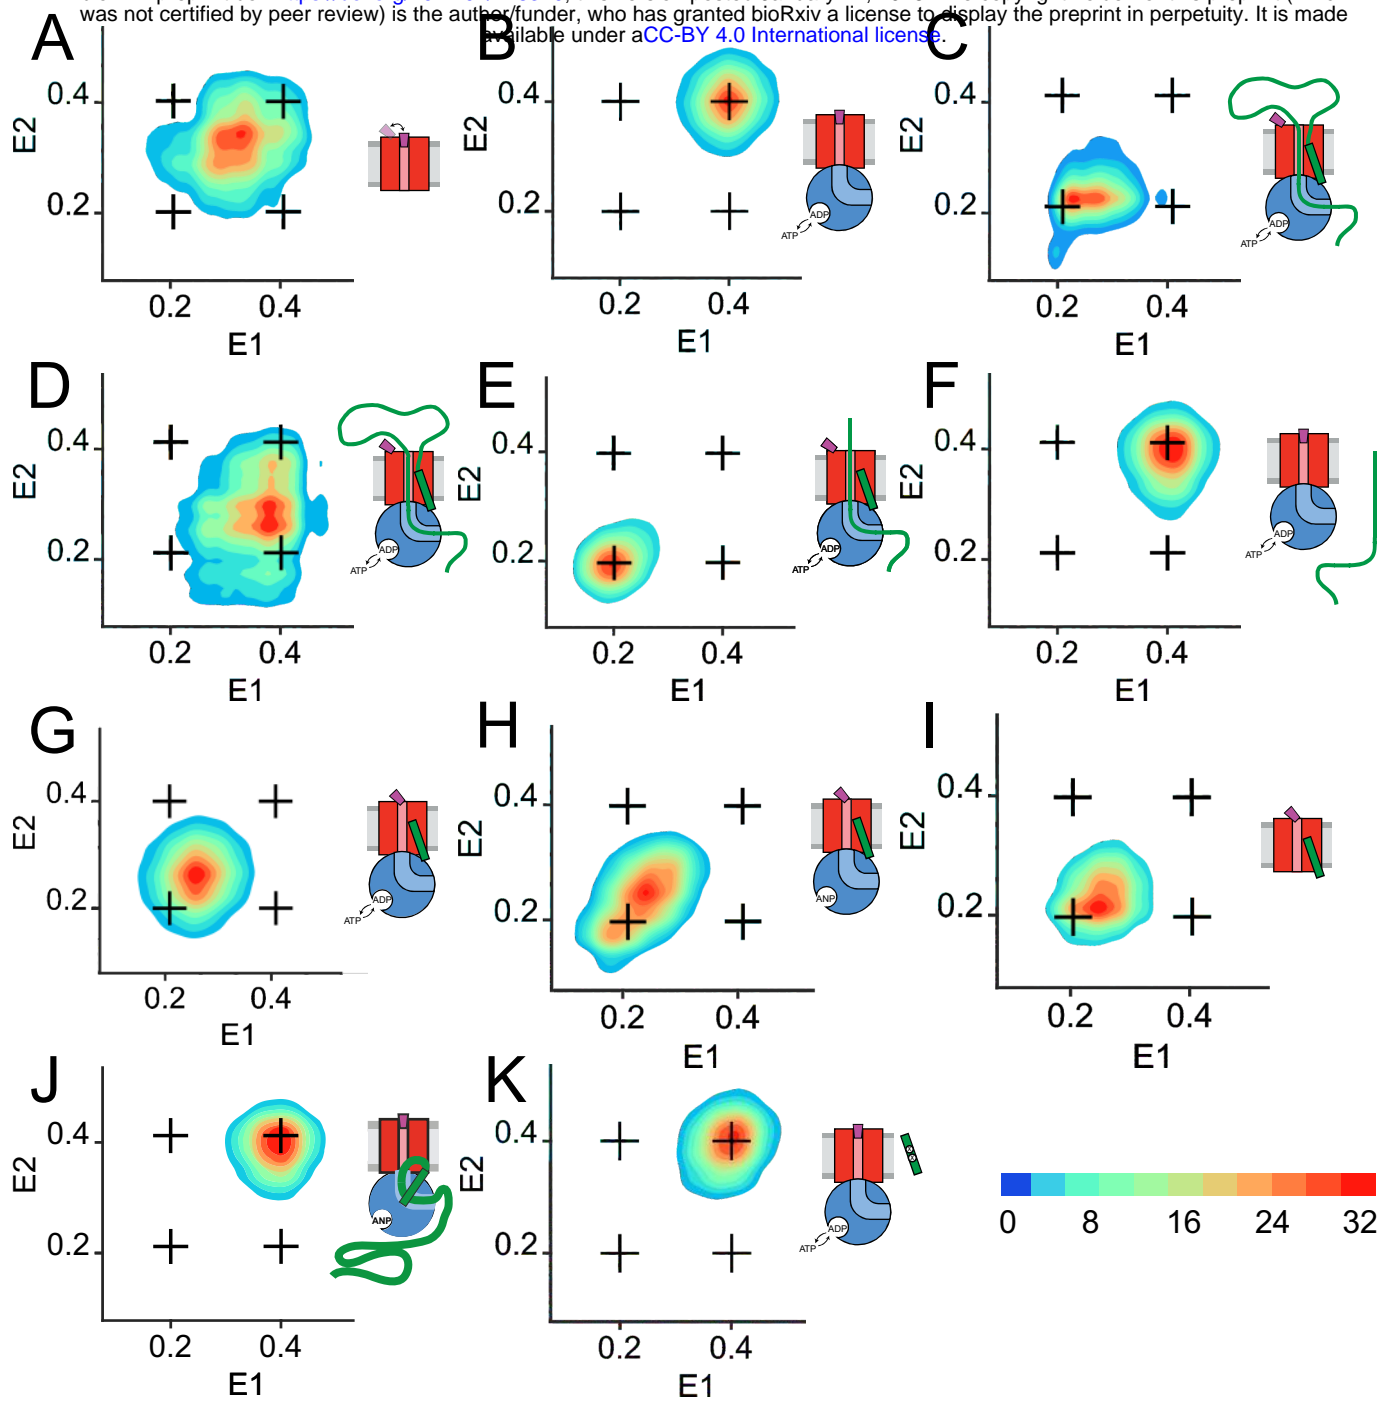 was not certified by peer review) is the author/funder, who has granted bioRxiv a license to display the preprint in perpetuity. It is made
available under aCC-BY 4.0 International license.
A
B
C
E2
0.4
0.2
0.2
0.4
E1
E2
0.4
0.2
0.2
0.4
E1
ADP
ATP
E2
0.4
0.2
0.2
0.4
E1
ADP
ATP
D
E
F
E2
0.4
0.2
0.2
0.4
E1
ADP
ATP
E2
0.4
0.2
0.2
0.4
E1
ADP
ATP
E2
0.4
0.2
0.2
0.4
E1
ADP
ATP
G
H
I
E2
0.4
0.2
0.2
0.4
E1
ADP
ATP
E2
0.4
0.2
0.2
0.4
E1
ANP
E2
0.4
0.2
0.2
0.4
E1
J
K
E2
0.4
0.2
0.2
0.4
E1
ANP
E2
0.4
0.2
0.2
0.4
E1
ADP
ATP
0 8 16 24 32